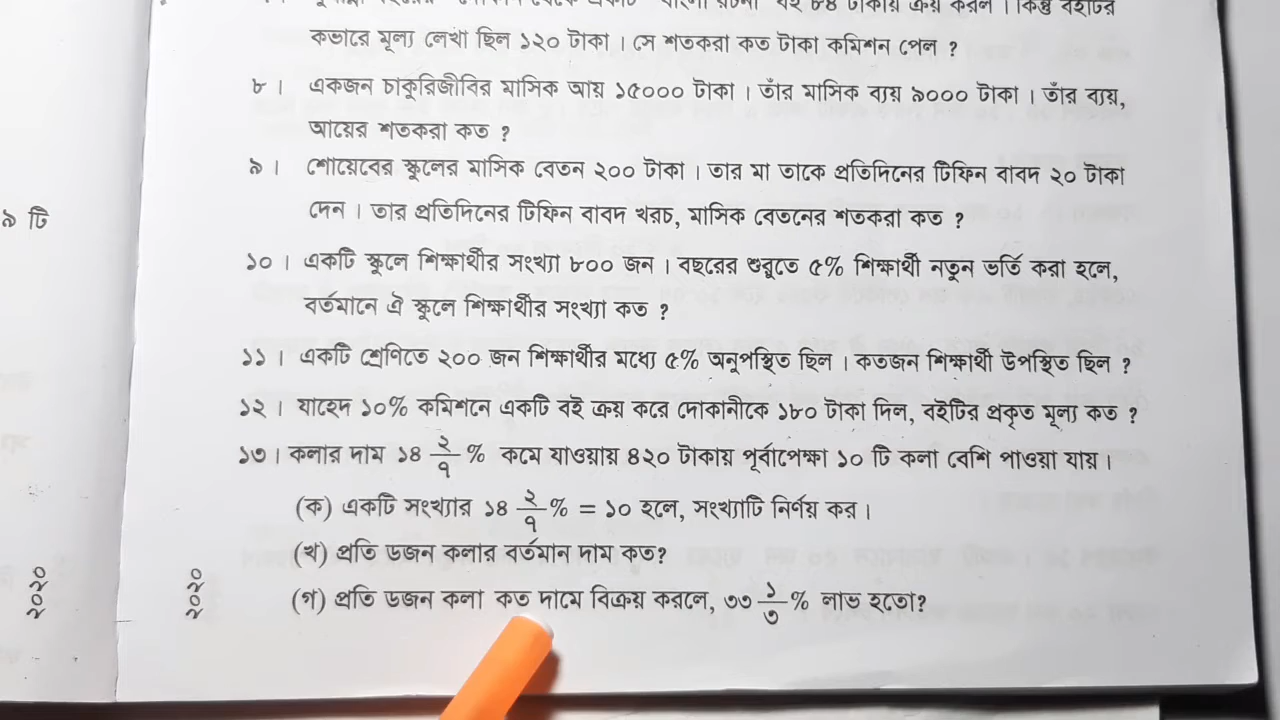 বই ৮৪ টাকায় ক্রয় করল। কিন্তু বইটির
কভারে মূল্য লেখা ছিল ১২০ টাকা। সে শতকরা কত টাকা কমিশন পেল ?
৮। একজন চাকুরিজীবির মাসিক আয় ১৫০০০ টাকা। তাঁর মাসিক ব্যয় ৯০০০ টাকা। তাঁর ব্যয়,
আয়ের শতকরা কত ?
৯। শোয়েবের স্কুলের মাসিক বেতন ২০০ টাকা। তার মা তাকে প্রতিদিনের টিফিন বাবদ ২০ টাকা
৯ টি
দেন। তার প্রতিদিনের টিফিন বাবদ খরচ, মাসিক বেতনের শতকরা কত ?
১০। একটি স্কুলে শিক্ষার্থীর সংখ্যা ৮০০ জন। বছরের শুরুতে ৫% শিক্ষার্থী নতুন ভর্তি করা হলে,
বর্তমানে ঐ স্কুলে শিক্ষার্থীর সংখ্যা কত ?
১১। একটি শ্রেণিতে ২০০ জন শিক্ষার্থীর মধ্যে ৫% অনুপস্থিত ছিল। কতজন শিক্ষার্থী উপস্থিত ছিল ?
১২। যাহেদ ১০% কমিশনে একটি বই ক্রয় করে দোকানীকে ১৮০ টাকা দিল, বইটির প্রকৃত মূল্য কত ?
১৩। কলার দাম ১৪ ২/৭ % কমে যাওয়ায় ৪২০ টাকায় পূর্বাপেক্ষা ১০ টি কলা বেশি পাওয়া যায়।
(ক) একটি সংখ্যার ১৪ ২/৭ % = ১০ হলে, সংখ্যাটি নির্ণয় কর।
(খ) প্রতি ডজন কলার বর্তমান দাম কত?
(গ) প্রতি ডজন কলা কত দামে বিক্রয় করলে, ৩৩ ১/৩ % লাভ হতো?
২০২০
২০২০